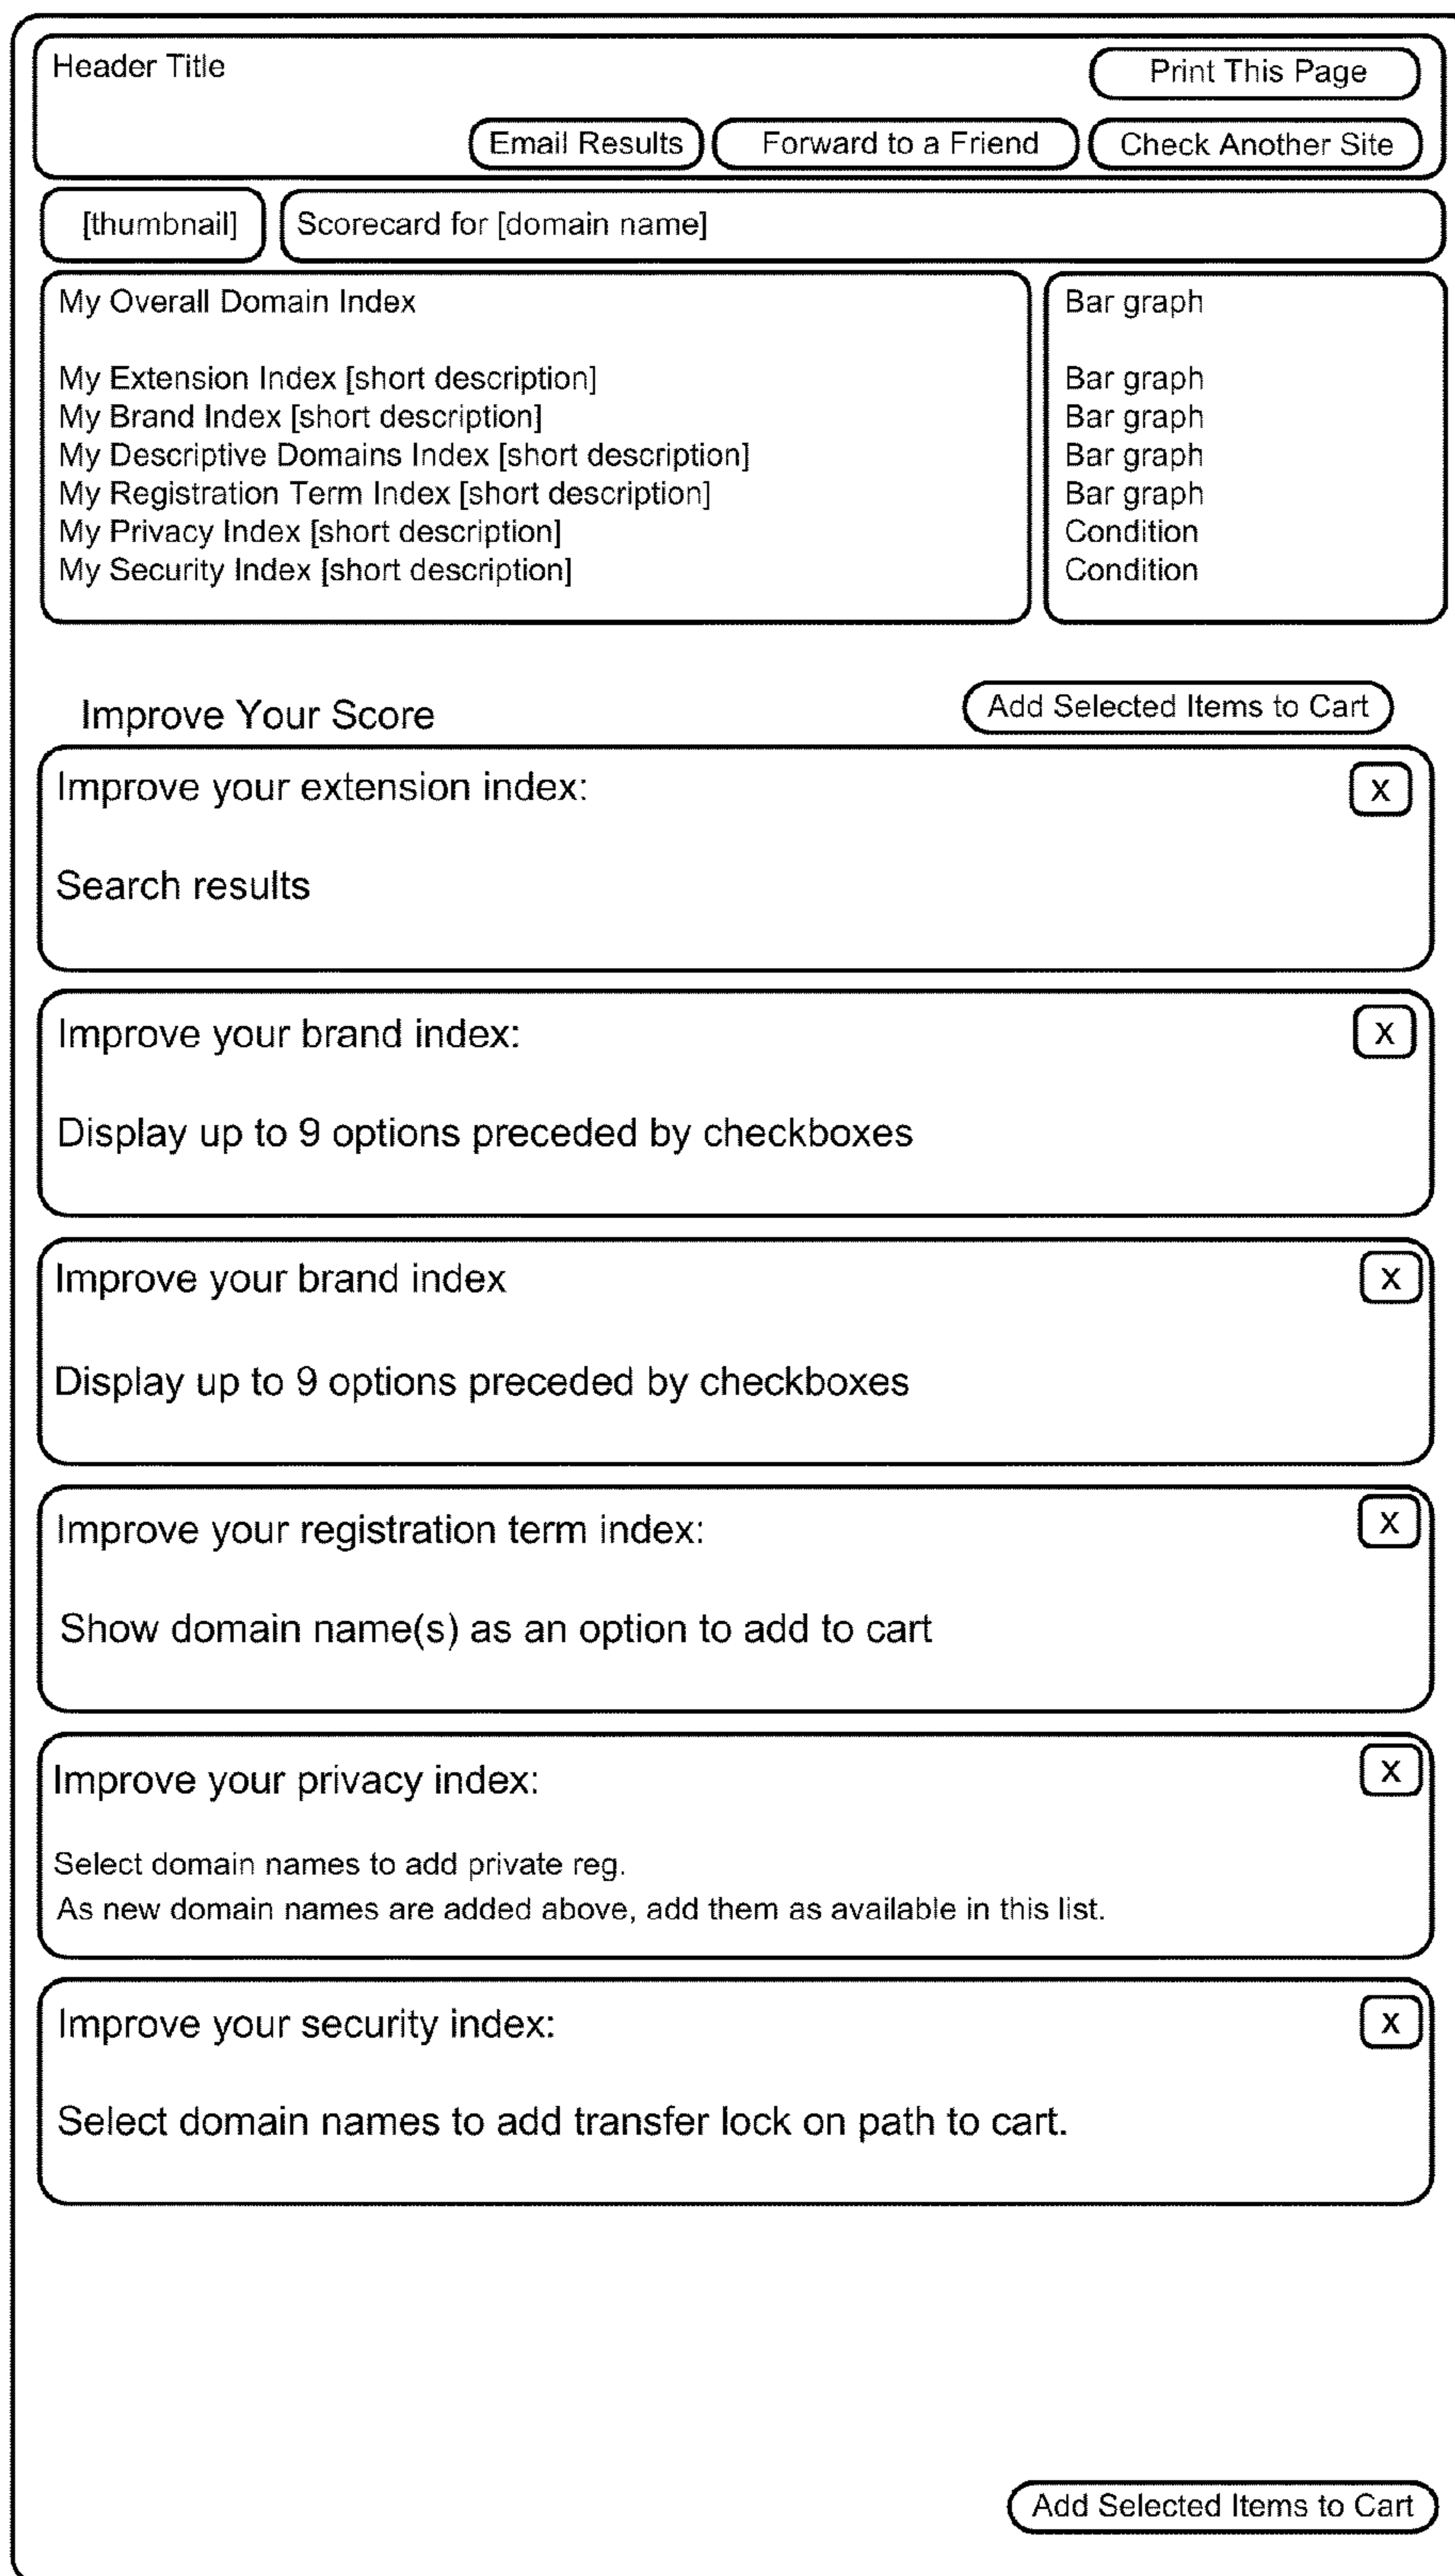 Header Title
Print This Page
Email Results
Forward to a Friend
Check Another Site
[thumbnail]
Scorecard for [domain name]
My Overall Domain Index
Bar graph
My Extension Index [short description]
Bar graph
My Brand Index [short description]
Bar graph
My Descriptive Domains Index [short description]
Bar graph
My Registration Term Index [short description]
Bar graph
My Privacy Index [short description]
Condition
My Security Index [short description]
Condition
Improve Your Score
Add Selected Items to Cart
Improve your extension index:
X
Search results
Improve your brand index:
X
Display up to 9 options preceded by checkboxes
Improve your brand index
X
Display up to 9 options preceded by checkboxes
Improve your registration term index:
X
Show domain name(s) as an option to add to cart
Improve your privacy index:
X
Select domain names to add private reg.
As new domain names are added above, add them as available in this list.
Improve your security index:
X
Select domain names to add transfer lock on path to cart.
Add Selected Items to Cart